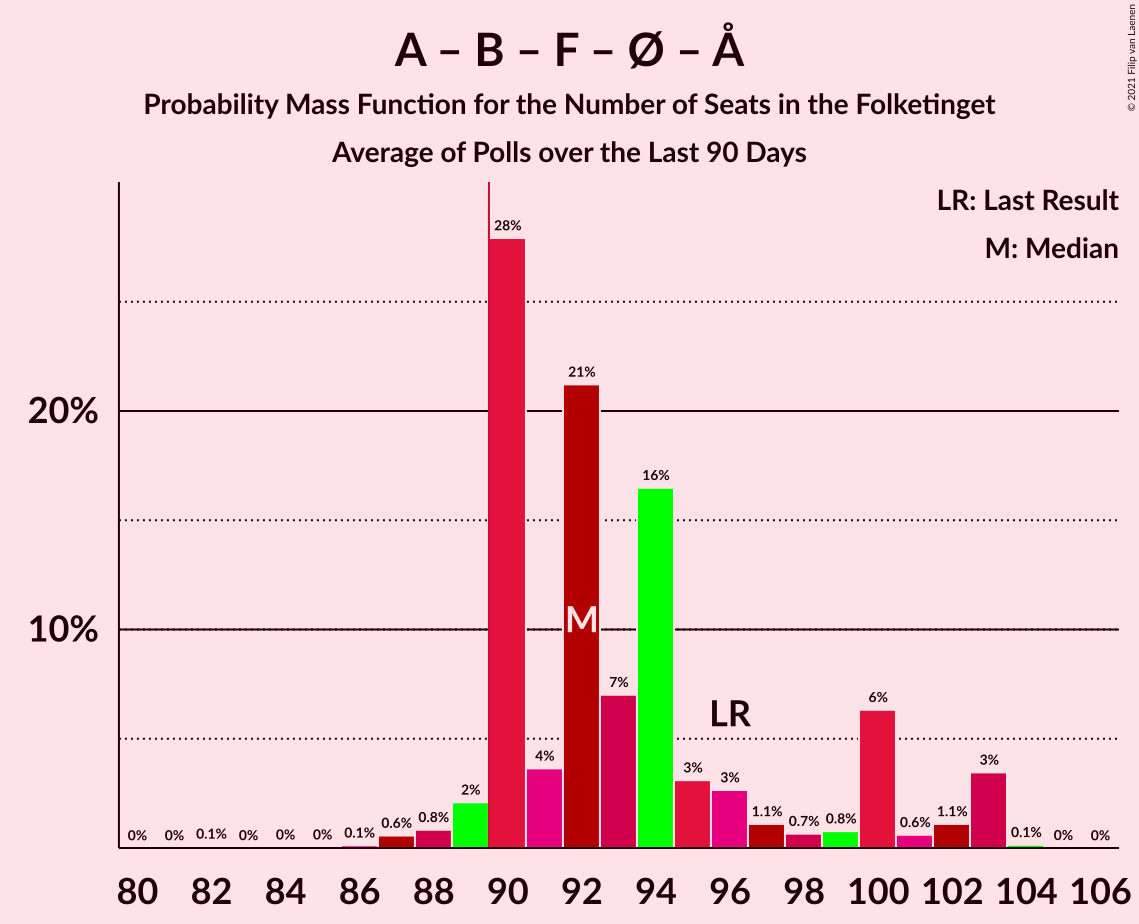 A – B – F – Ø – Å
Probability Mass Function for the Number of Seats in the Folketinget
Average of Polls over the Last 90 Days
© 2021 Filip van Laenen
LR: Last Result
M: Median
20%
10%
0% 0% 0.1% 0% 0% 0% 0.1% 0.6% 0.8% 2% 28% 4% 21% 7% 16% 3% 3% 1.1% 0.7% 0.8% 6% 0.6% 1.1% 3% 0.1% 0% 0%
M
LR
80 82 84 86 88 90 92 94 96 98 100 102 104 106